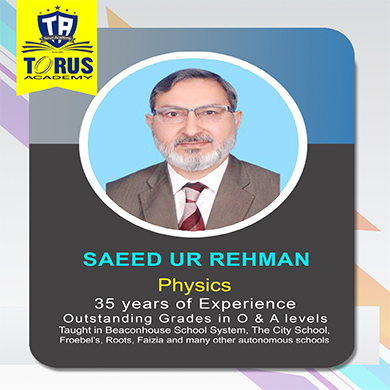 TA
TORUS
ACADEMY
SAEED UR REHMAN
Physics
35 years of Experience
Outstanding Grades in O & A levels
Taught in Beaconhouse School System, The City School,
Froebel's, Roots, Faizia and many other autonomous schools